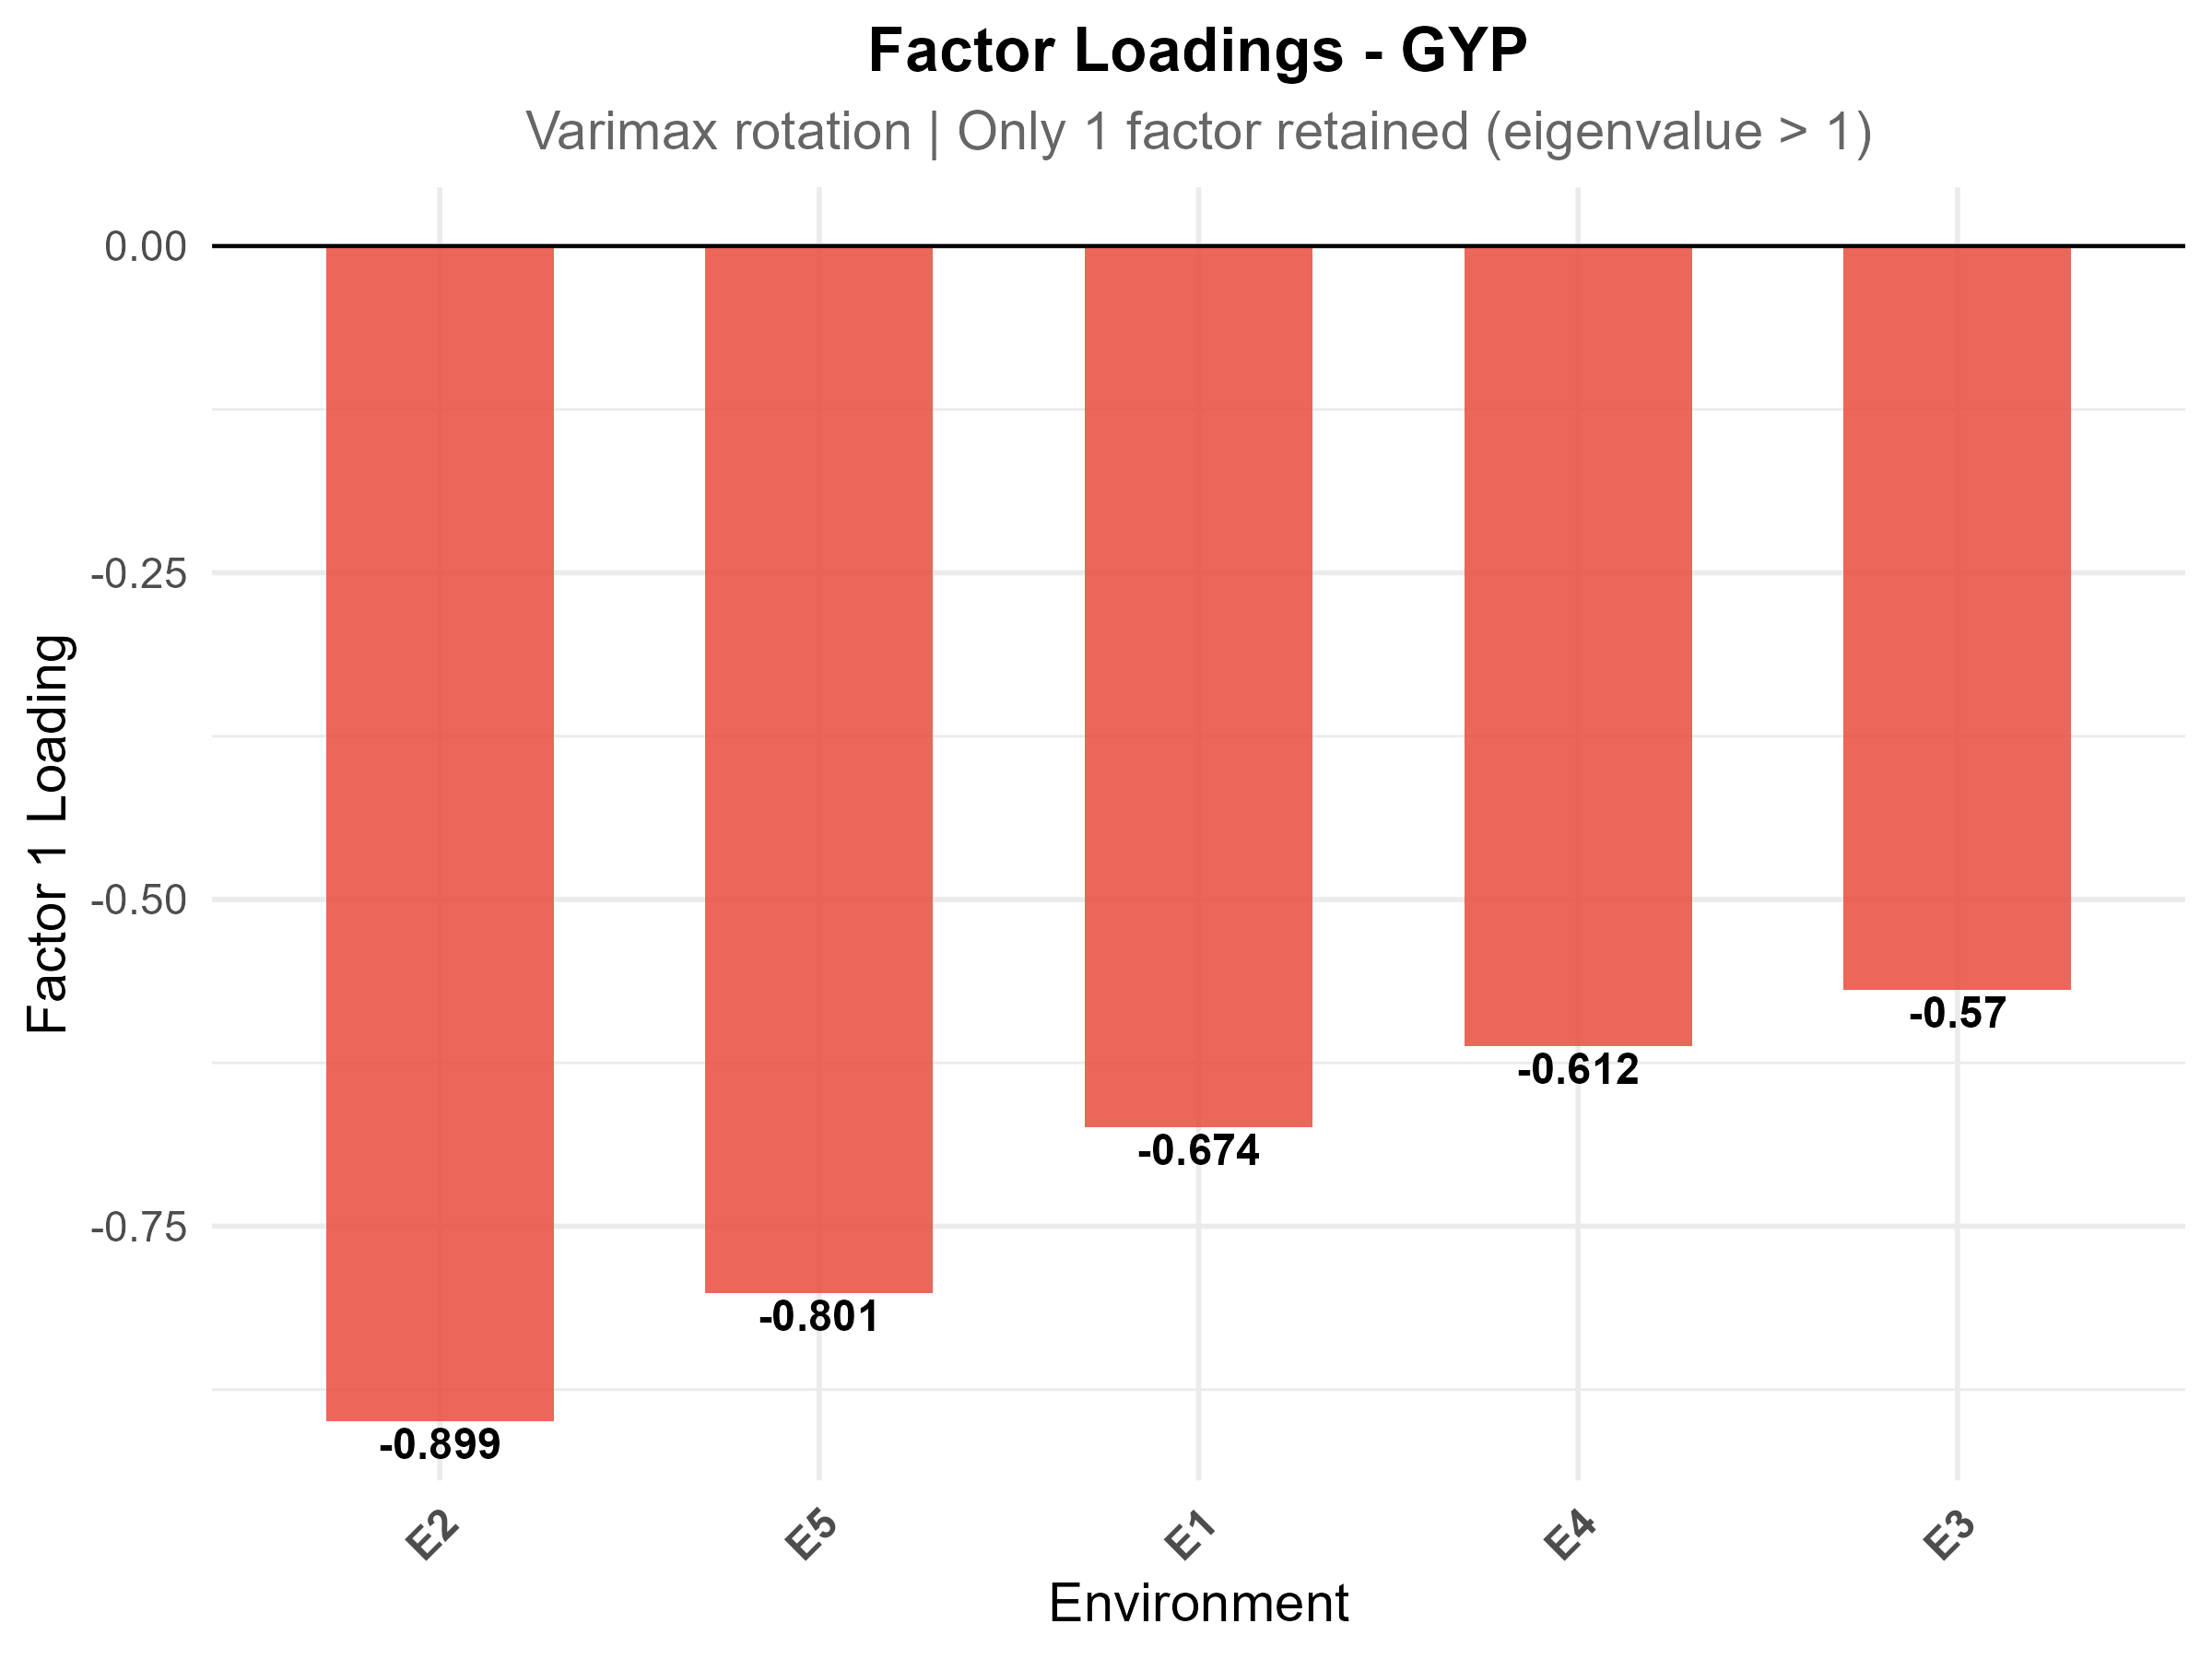 Factor Loadings - GYP
Varimax rotation | Only 1 factor retained (eigenvalue > 1)
Factor 1 Loading
0.00
-0.25
-0.50
-0.75
-0.899
-0.801
-0.674
-0.612
-0.57
E2
E5
E1
E4
E3
Environment